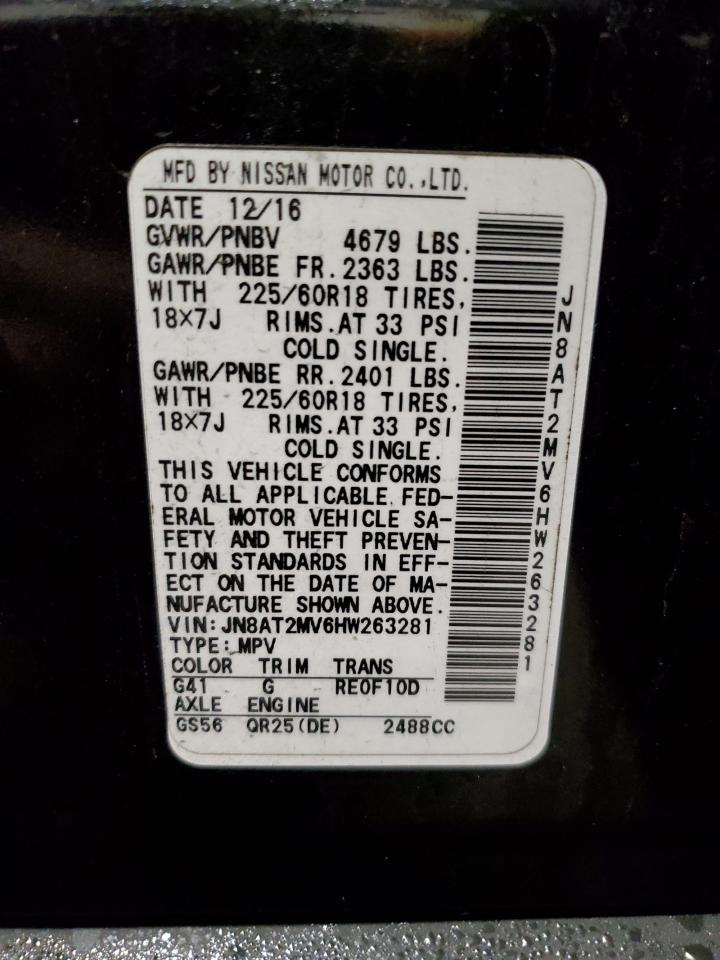 MFD BY NISSAN MOTOR CO.,LTD.
DATE 12/16
GVWR/PNBV 4679 LBS.
GAWR/PNBE FR.2363 LBS.
WITH 225/60R18 TIRES,
18X7J RIMS.AT 33 PSI
COLD SINGLE.
GAWR/PNBE RR.2401 LBS.
WITH 225/60R18 TIRES,
18X7J RIMS.AT 33 PSI
COLD SINGLE.
THIS VEHICLE CONFORMS
TO ALL APPLICABLE FED-
ERAL MOTOR VEHICLE SA-
FETY AND THEFT PREVEN-
TION STANDARDS IN EFF-
ECT ON THE DATE OF MA-
NUFACTURE SHOWN ABOVE.
VIN:JN8AT2MV6HW263281
TYPE:MPV
COLOR TRIM TRANS
G41 G RE0F10D
AXLE ENGINE
GS56 QR25(DE) 2488CC
JN8AT2MV6HW263281